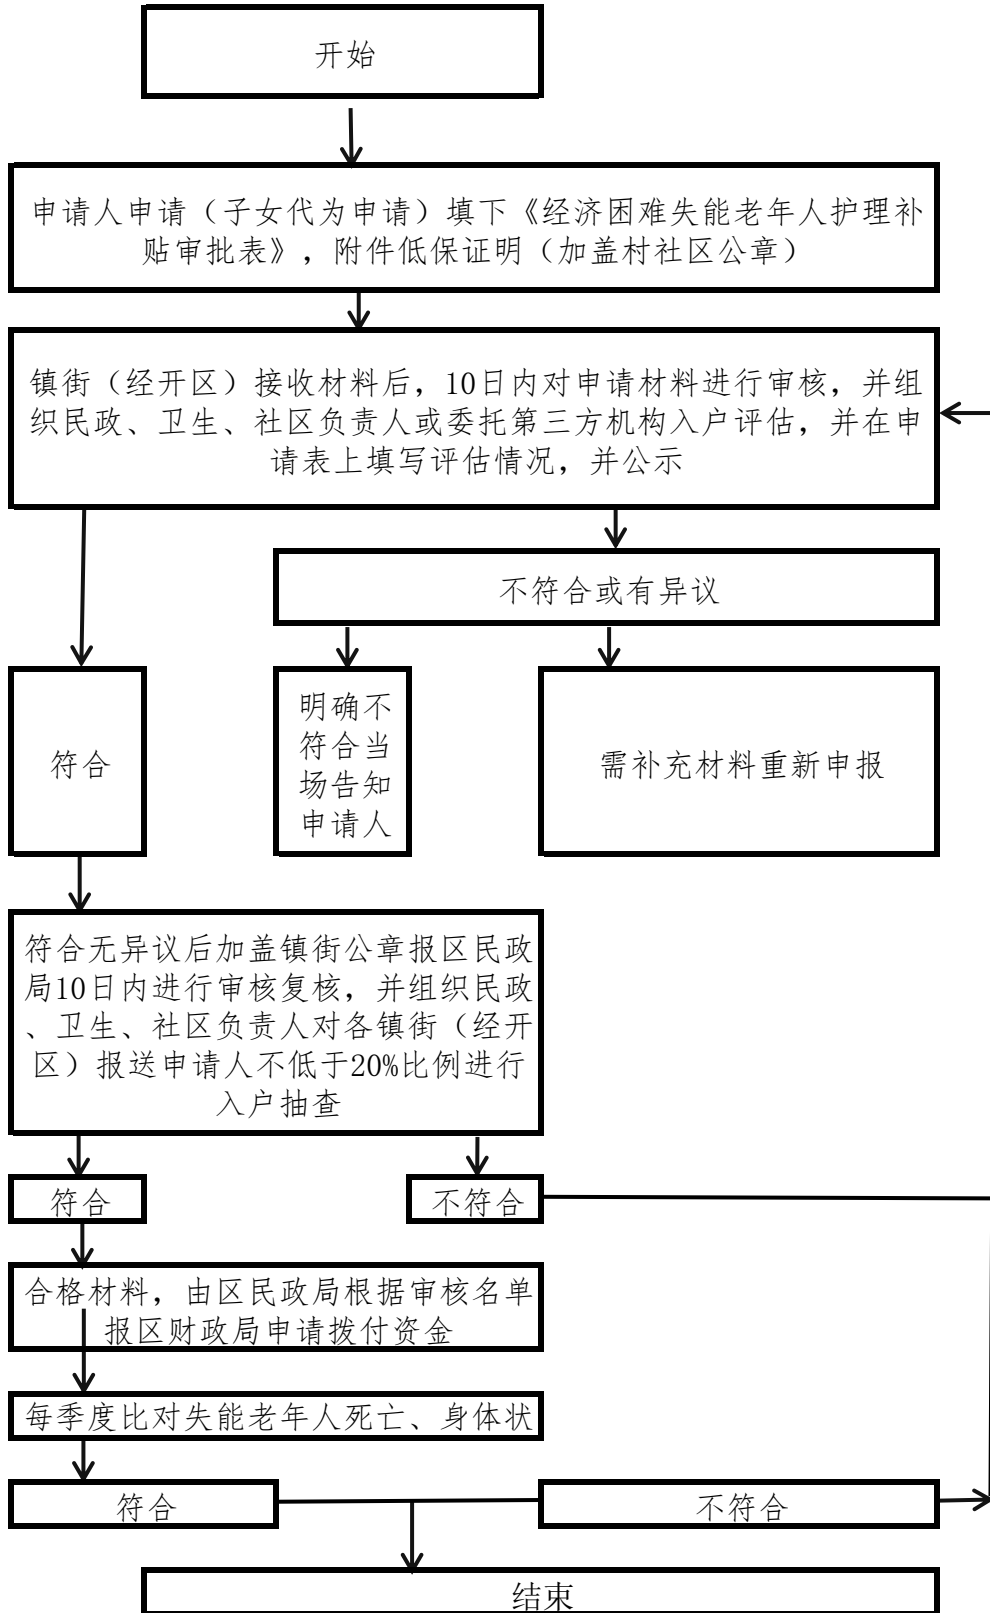 开始
申请人申请（子女代为申请）填下《经济困难失能老年人护理补
贴审批表》，附件低保证明（加盖村社区公章）
镇街（经开区）接收材料后，10日内对申请材料进行审核，并组
织民政、卫生、社区负责人或委托第三方机构入户评估，并在申
请表上填写评估情况，并公示
不符合或有异议
符合
明确不
符合当
场告知
申请人
需补充材料重新申报
符合无异议后加盖镇街公章报区民政
局10日内进行审核复核，并组织民政
、卫生、社区负责人对各镇街（经开
区）报送申请人不低于20%比例进行
入户抽查
符合
不符合
合格材料，由区民政局根据审核名单
报区财政局申请拨付资金
每季度比对失能老年人死亡、身体状
符合
不符合
结束